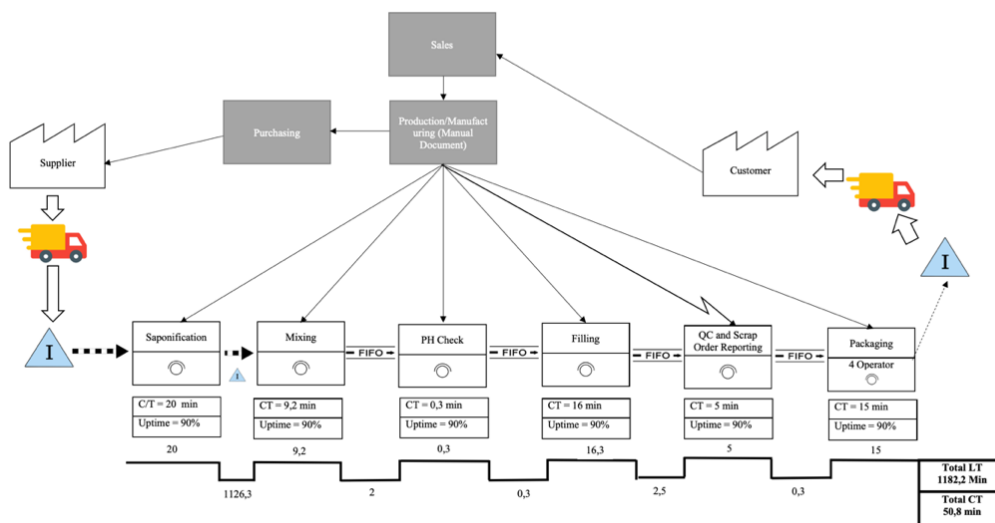 Sales
Production/Manufact
uring (Manual
Document)
Purchasing
Supplier
Customer
I
I
Saponification
Mixing
PH Check
Filling
QC and Scrap
Order Reporting
Packaging
4 Operator
I
FIFO
FIFO
FIFO
FIFO
C/T = 20 min
Uptime = 90%
CT = 9,2 min
Uptime = 90%
CT = 0,3 min
Uptime = 90%
CT = 16 min
Uptime = 90%
CT = 5 min
Uptime = 90%
CT = 15 min
Uptime = 90%
20
9,2
0,3
16,3
5
15
1126,3
2
0,3
2,5
0,3
Total LT
1182,2 Min
Total CT
50,8 min